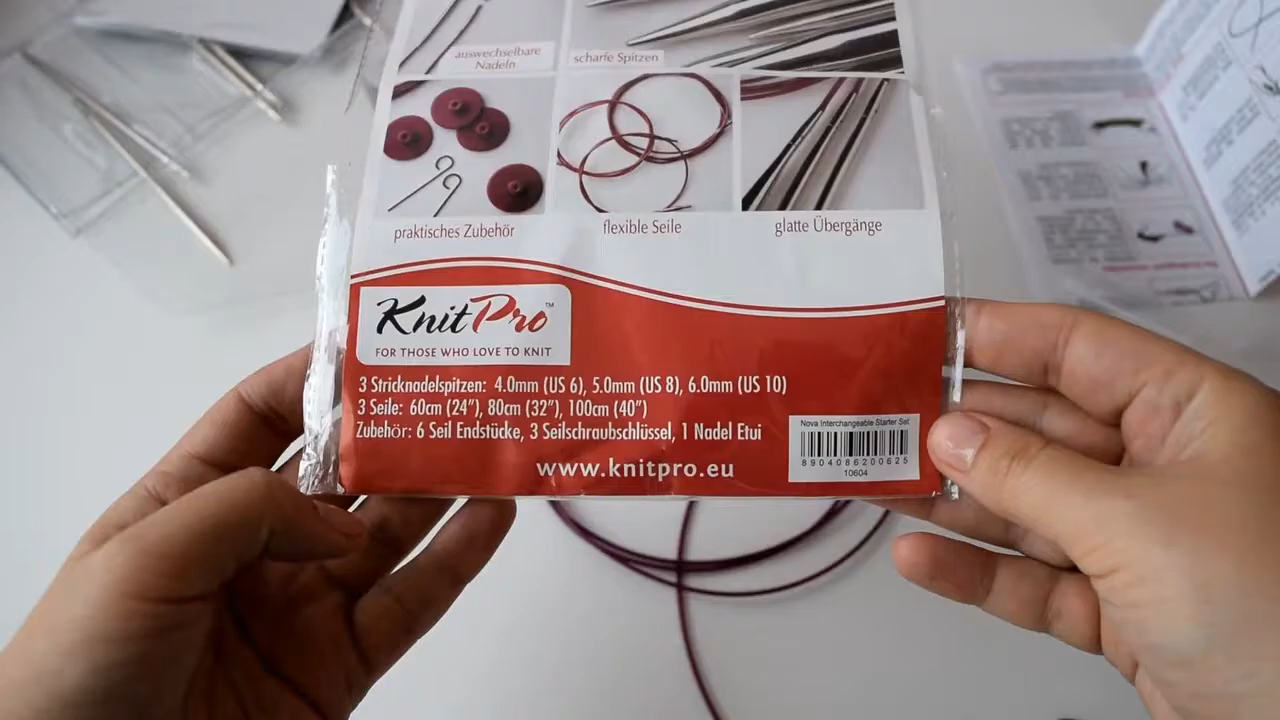 auswechselbare
Nadeln
scharfe Spitzen
praktisches Zubehör
flexible Seile
glatte Übergänge
KnitPro™
FOR THOSE WHO LOVE TO KNIT
3 Stricknadelspitzen: 4.0mm (US 6), 5.0mm (US 8), 6.0mm (US 10)
3 Seile: 60cm (24”), 80cm (32”), 100cm (40”)
Zubehör: 6 Seil Endstücke, 3 Seilschraubschlüssel, 1 Nadel Etui
www.knitpro.eu
Nova Interchangeable Starter Set
8904086200625
10604